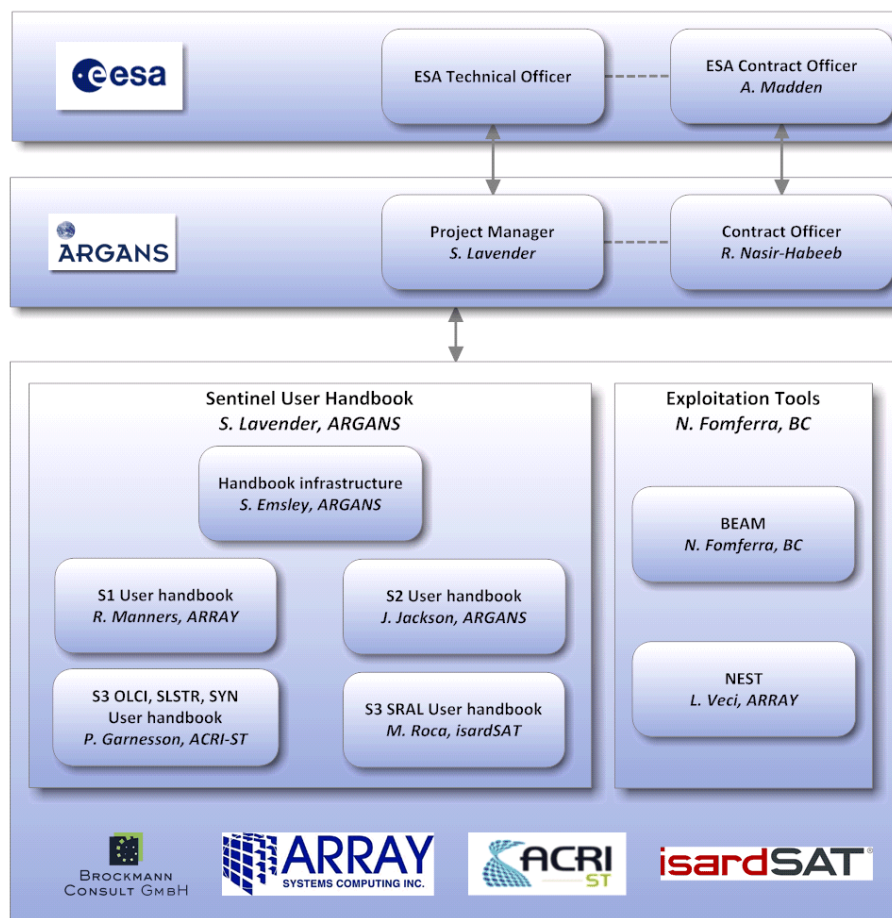 esa
ESA Technical Officer
ESA Contract Officer
A. Madden
ARGANS
Project Manager
S. Lavender
Contract Officer
R. Nasir-Habeeb
Sentinel User Handbook
S. Lavender, ARGANS
Handbook infrastructure
S. Emsley, ARGANS
S1 User handbook
R. Manners, ARRAY
S2 User handbook
J. Jackson, ARGANS
S3 OLCI, SLSTR, SYN
User handbook
P. Garnesson, ACRI-ST
S3 SRAL User handbook
M. Roca, isardSAT
Exploitation Tools
N. Fomferra, BC
BEAM
N. Fomferra, BC
NEST
L. Veci, ARRAY
BROCKMANN
CONSULT GMBH
ARRAY
SYSTEMS COMPUTING INC.
ACRI
ST
isardSAT®